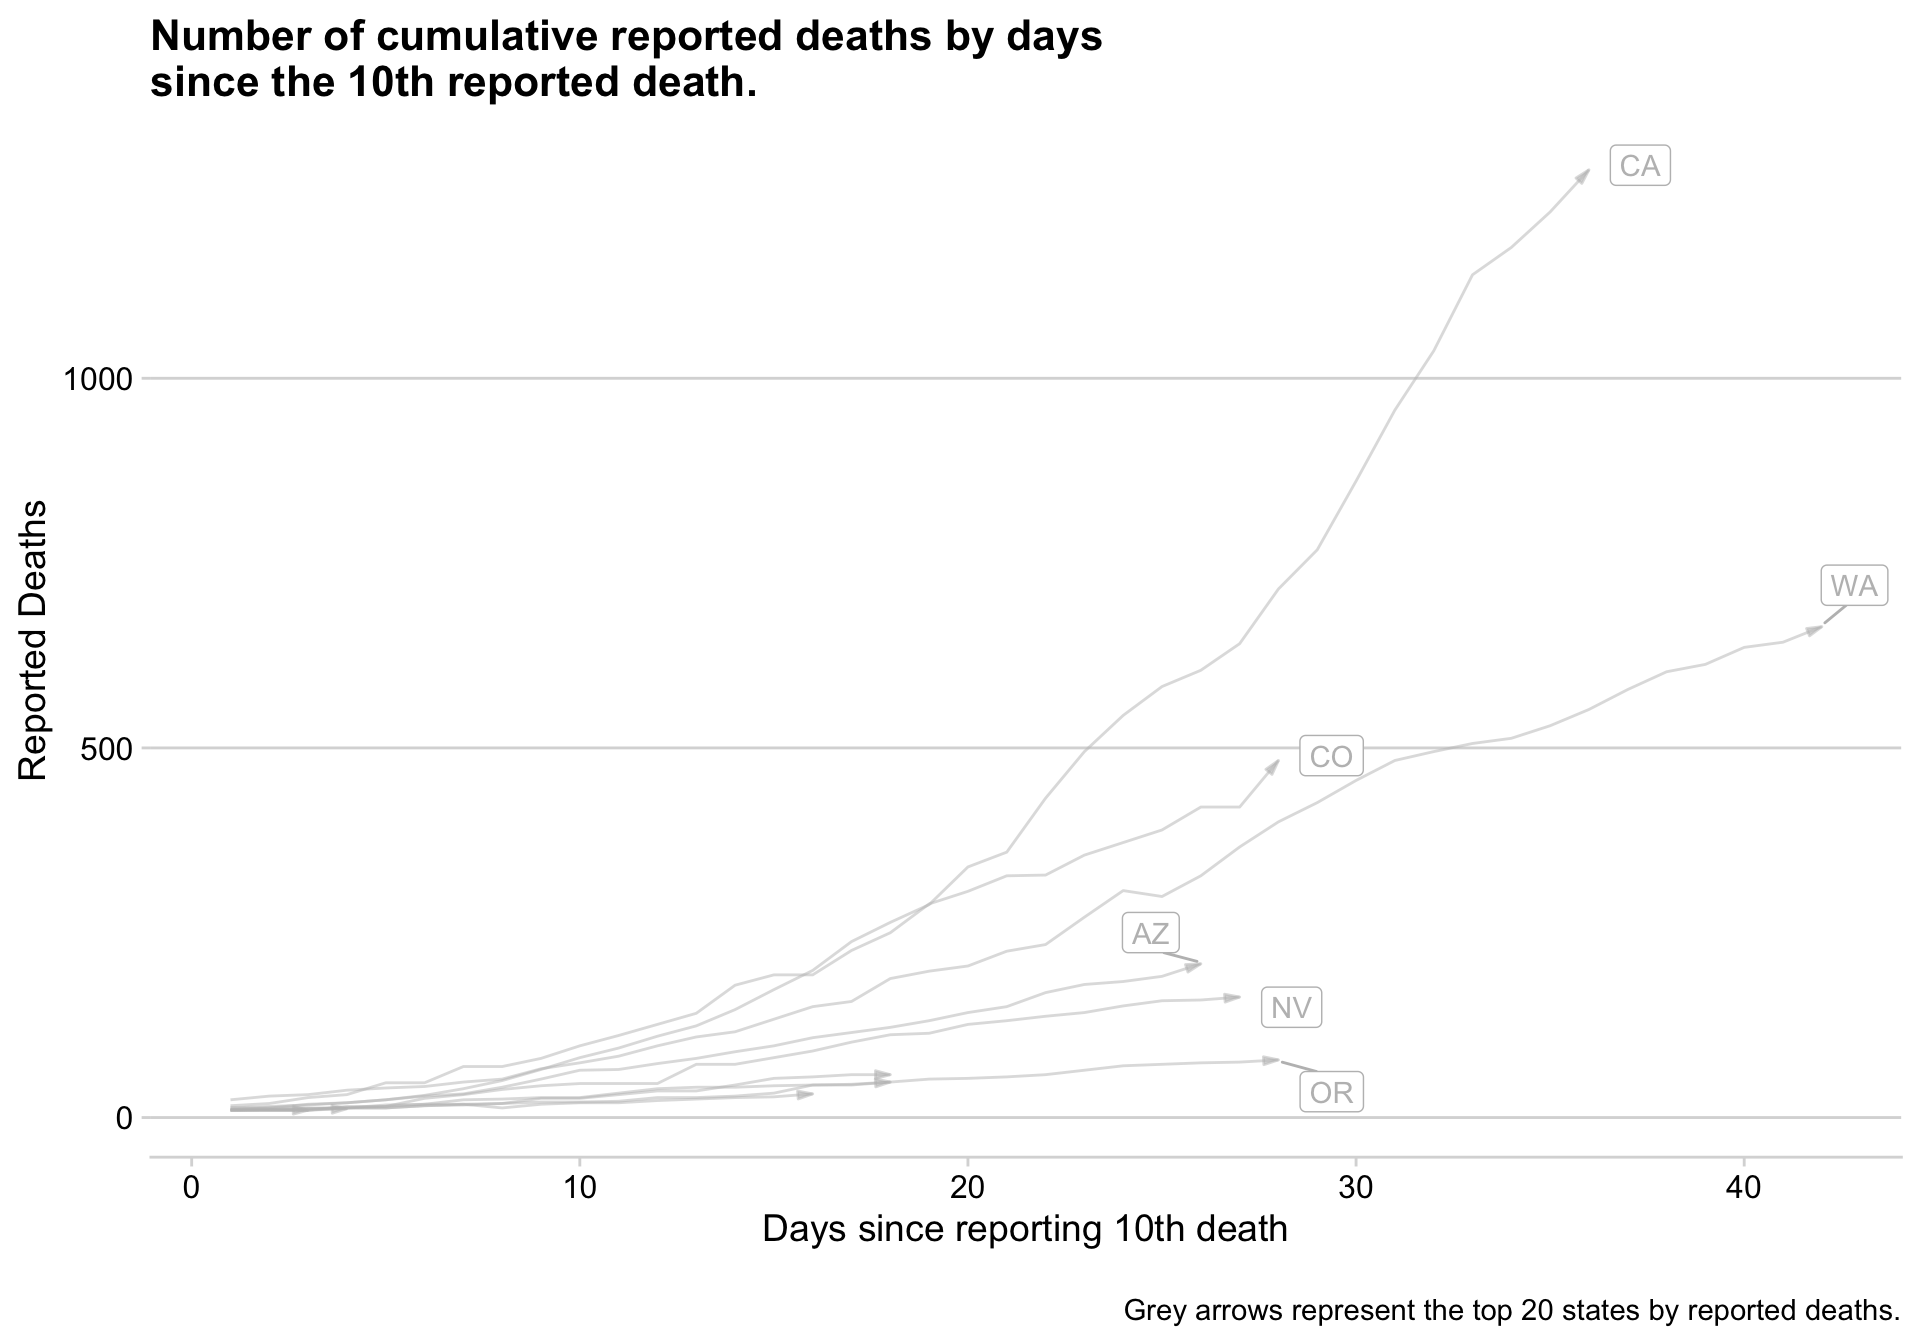 Number of cumulative reported deaths by days
since the 10th reported death.
CA
1000
WA
Reported Deaths
500
CO
AZ
NV
OR
0
0 10 20 30 40
Days since reporting 10th death
Grey arrows represent the top 20 states by reported deaths.